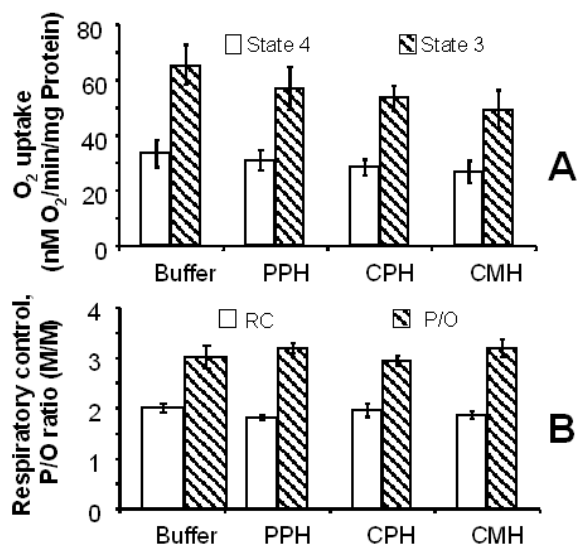 80
60
40
20
0
O2 uptake
(nM O2/min/mg Protein)
State 4
State 3
A
Buffer PPH CPH CMH
4
3
2
1
0
Respiratory control,
P/O ratio (M/M)
RC
P/O
B
Buffer PPH CPH CMH